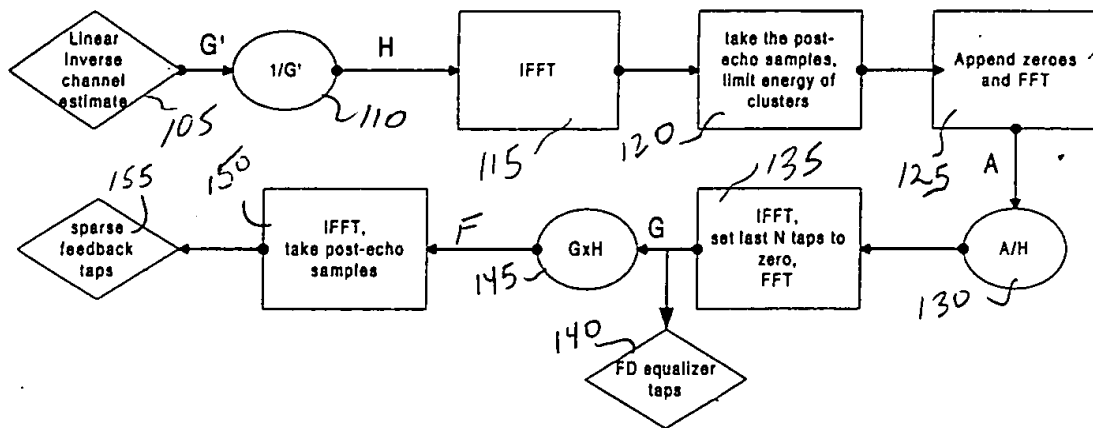 Linear
inverse
channel
estimate
105
G'
1/G'
110
H
IFFT
115
take the post-
echo samples,
limit energy of
clusters
120
Append zeroes
and FFT
125
A
A/H
130
135
IFFT,
set last N taps to
zero,
FFT
G
140
FD equalizer
taps
GxH
145
F
150
IFFT,
take post-echo
samples
155
sparse
feedback
taps